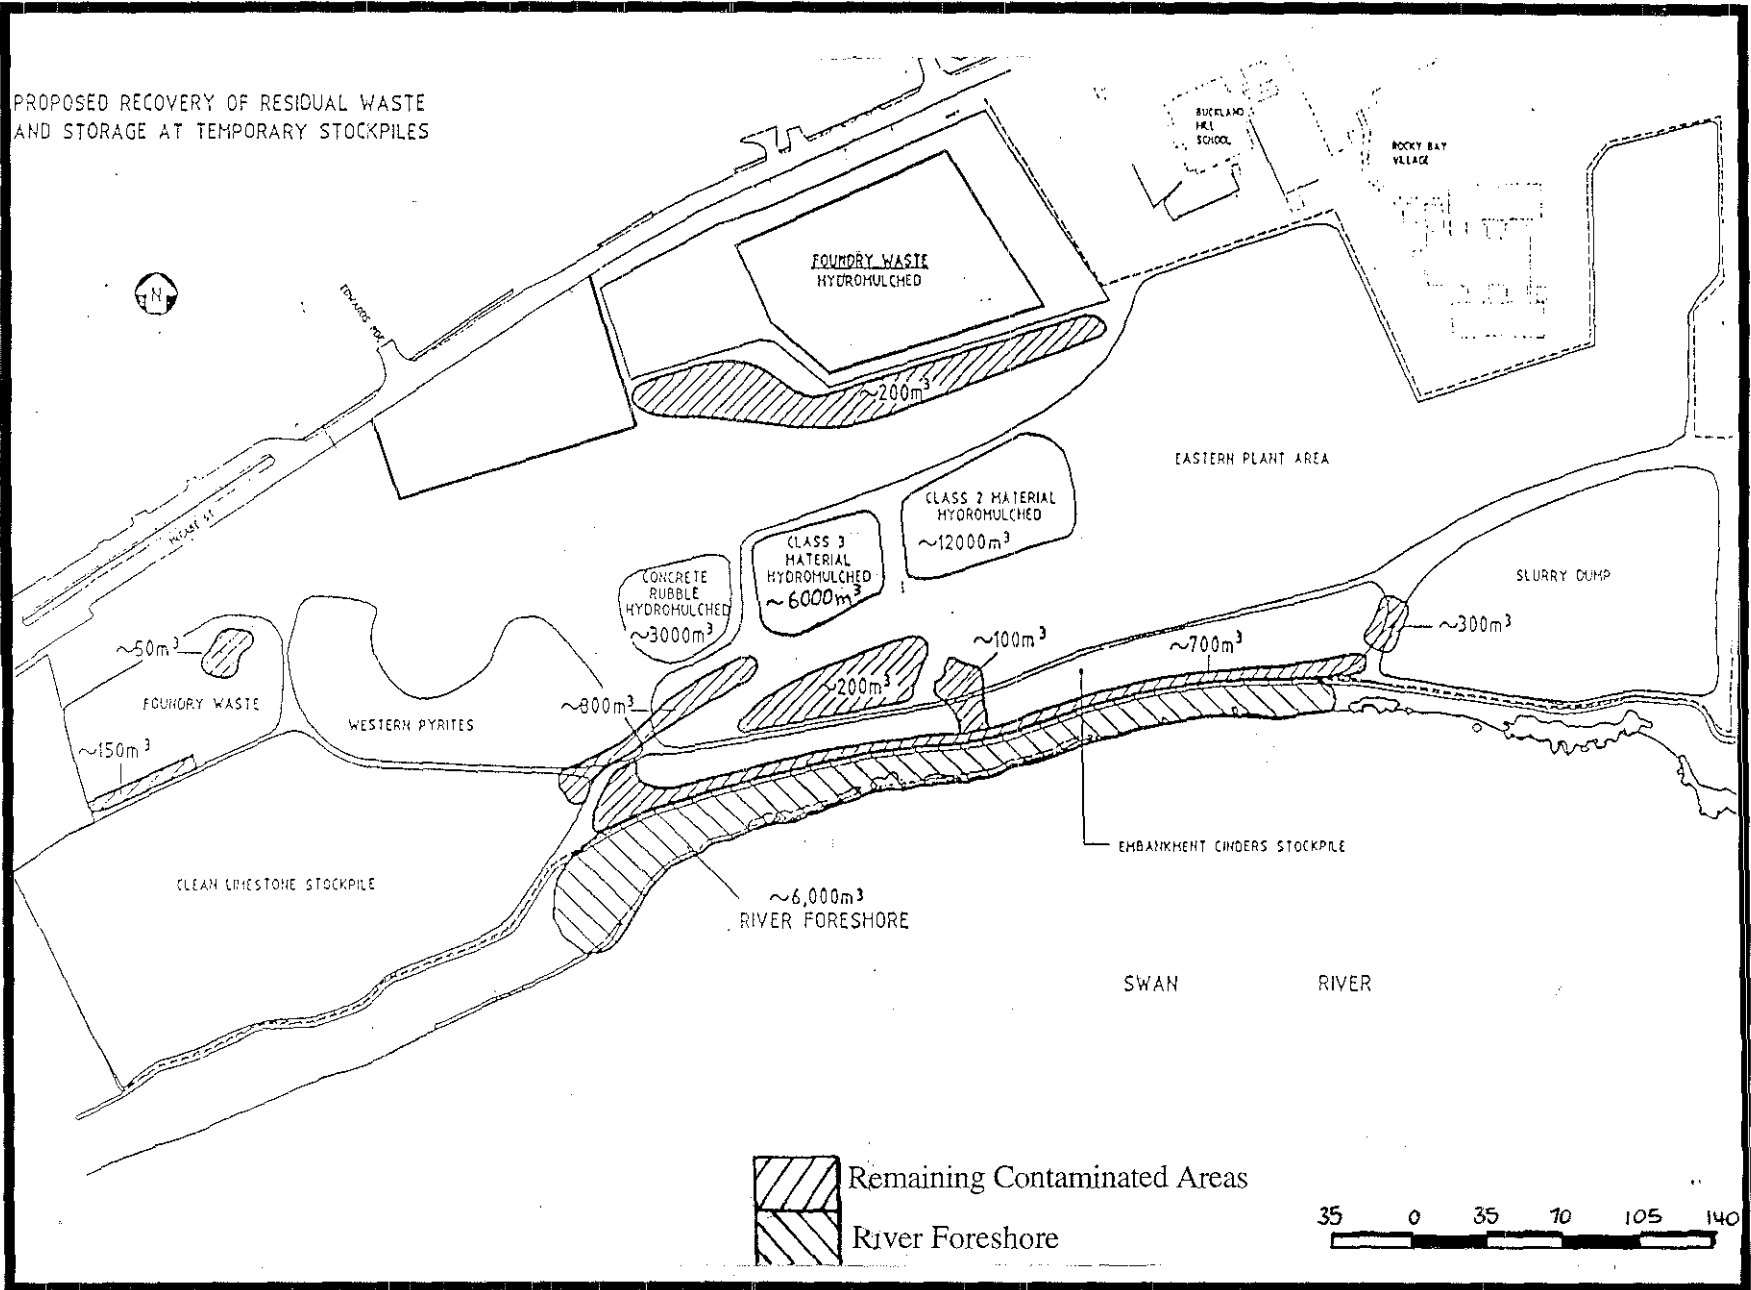 PROPOSED RECOVERY OF RESIDUAL WASTE
AND STORAGE AT TEMPORARY STOCKPILES
BUCKLAND
HILL
SCHOOL
ROCKY BAY
VILLAGE
N
FOUNDRY WASTE
HYDROMULCHED
~200m³
EASTERN PLANT AREA
McCABE ST
CLASS 2 MATERIAL
HYDROMULCHED
~12000m³
CLASS 3
MATERIAL
HYDROMULCHED
~6000m³
CONCRETE
RUBBLE
HYDROMULCHED
~3000m³
SLURRY DUMP
~300m³
~50m³
FOUNDRY WASTE
~150m³
WESTERN PYRITES
~800m³
~200m³
~100m³
~700m³
EMBANKMENT CINDERS STOCKPILE
CLEAN LIMESTONE STOCKPILE
~6,000m³
RIVER FORESHORE
SWAN RIVER
Remaining Contaminated Areas
River Foreshore
35 0 35 70 105 140